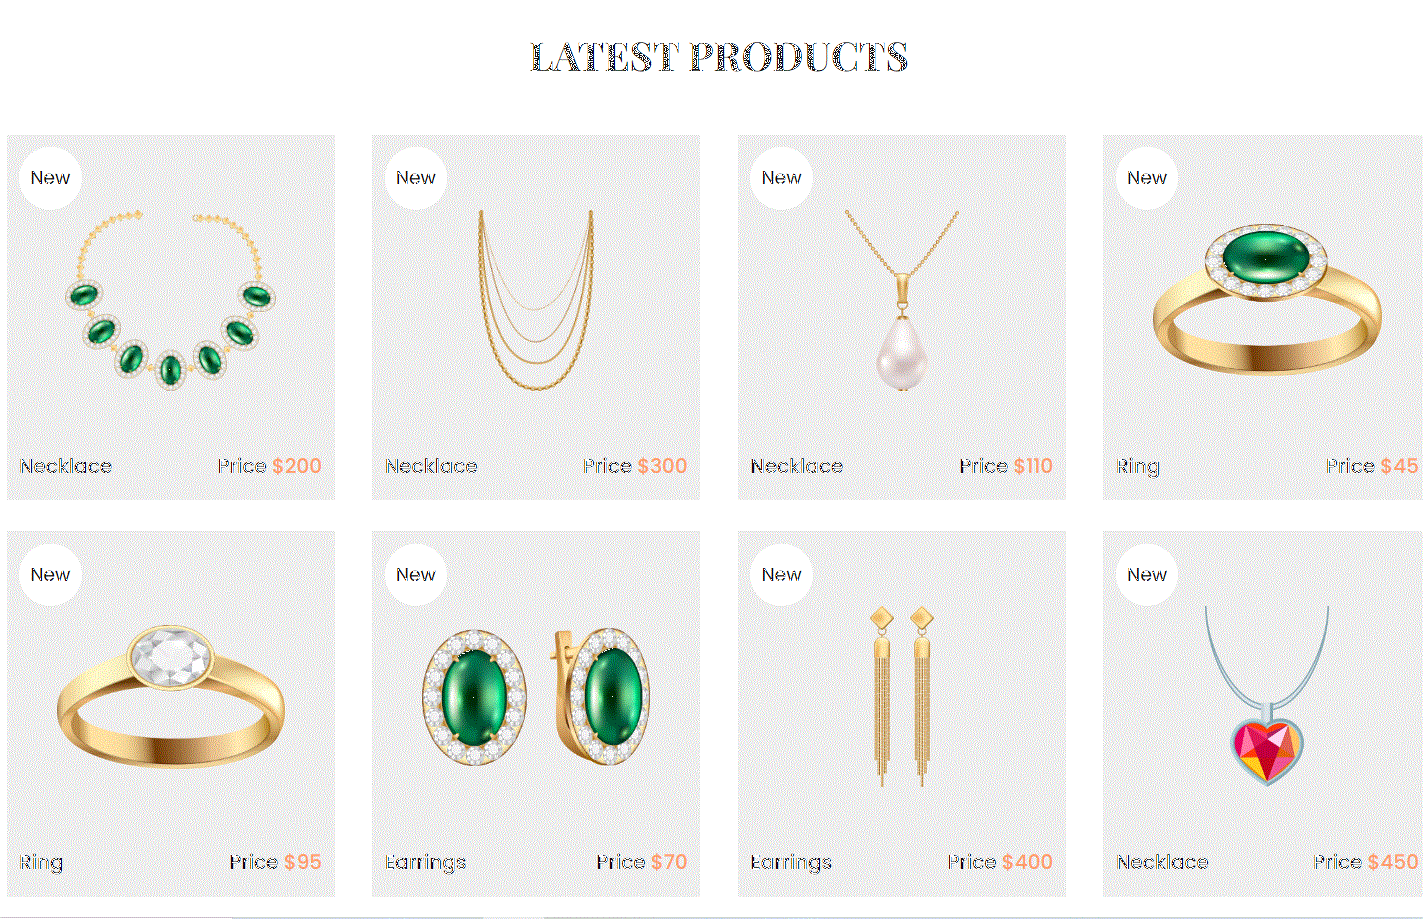 LATEST PRODUCTS
New
New
New
New
Necklace Price $200
Necklace Price $300
Necklace Price $110
Ring Price $45
New
New
New
New
Ring Price $95
Earrings Price $70
Earrings Price $400
Necklace Price $450